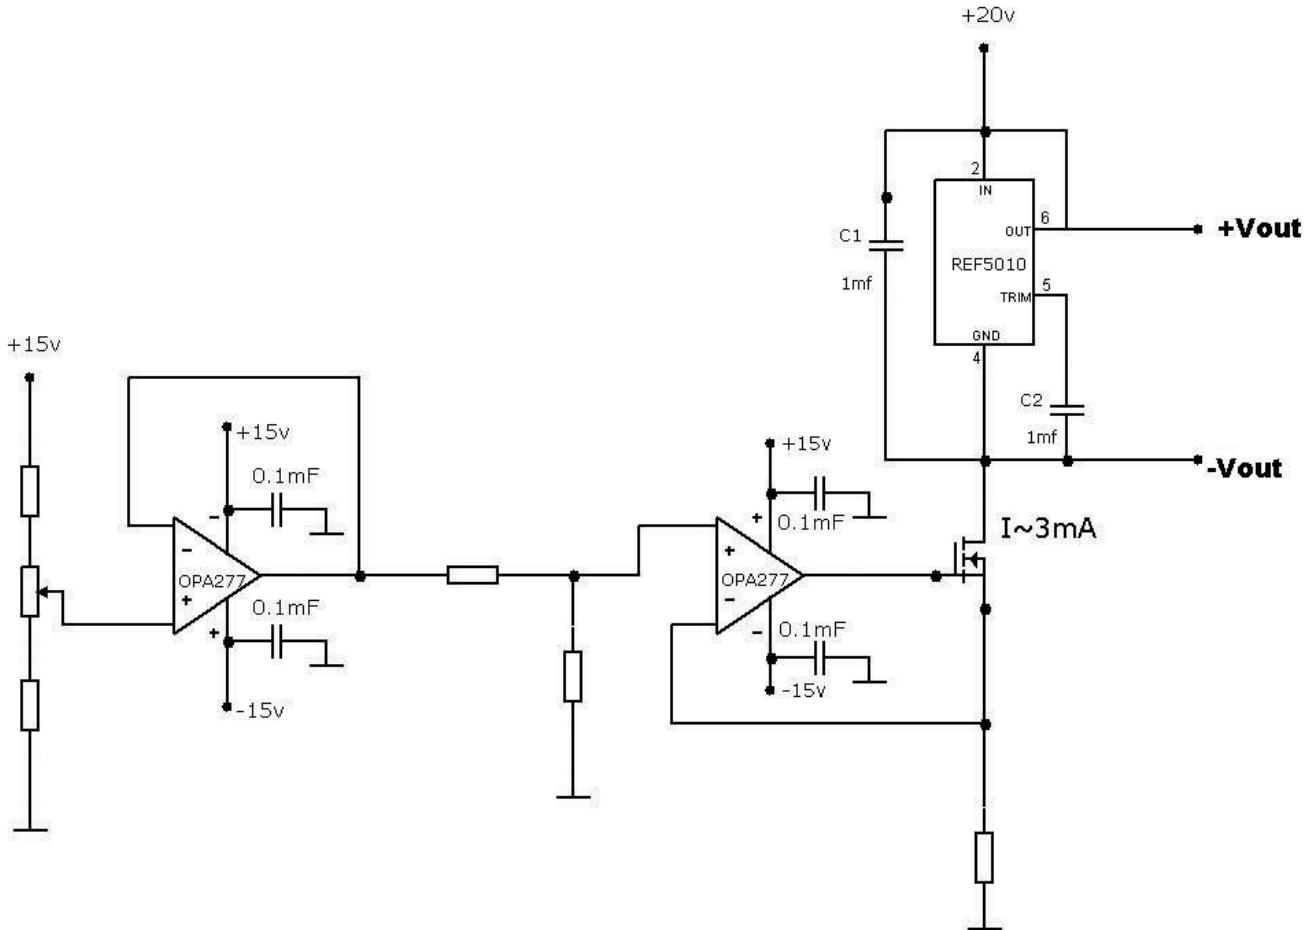 +20v
2
IN
6
OUT
+Vout
C1
REF5010
1mf
5
TRIM
GND
4
+15v
C2
1mf
-Vout
+15v
+15v
0.1mF
0.1mF
I~3mA
-
+
-
+
OPA277
OPA277
+
-
0.1mF
0.1mF
+
-
-15v
-15v